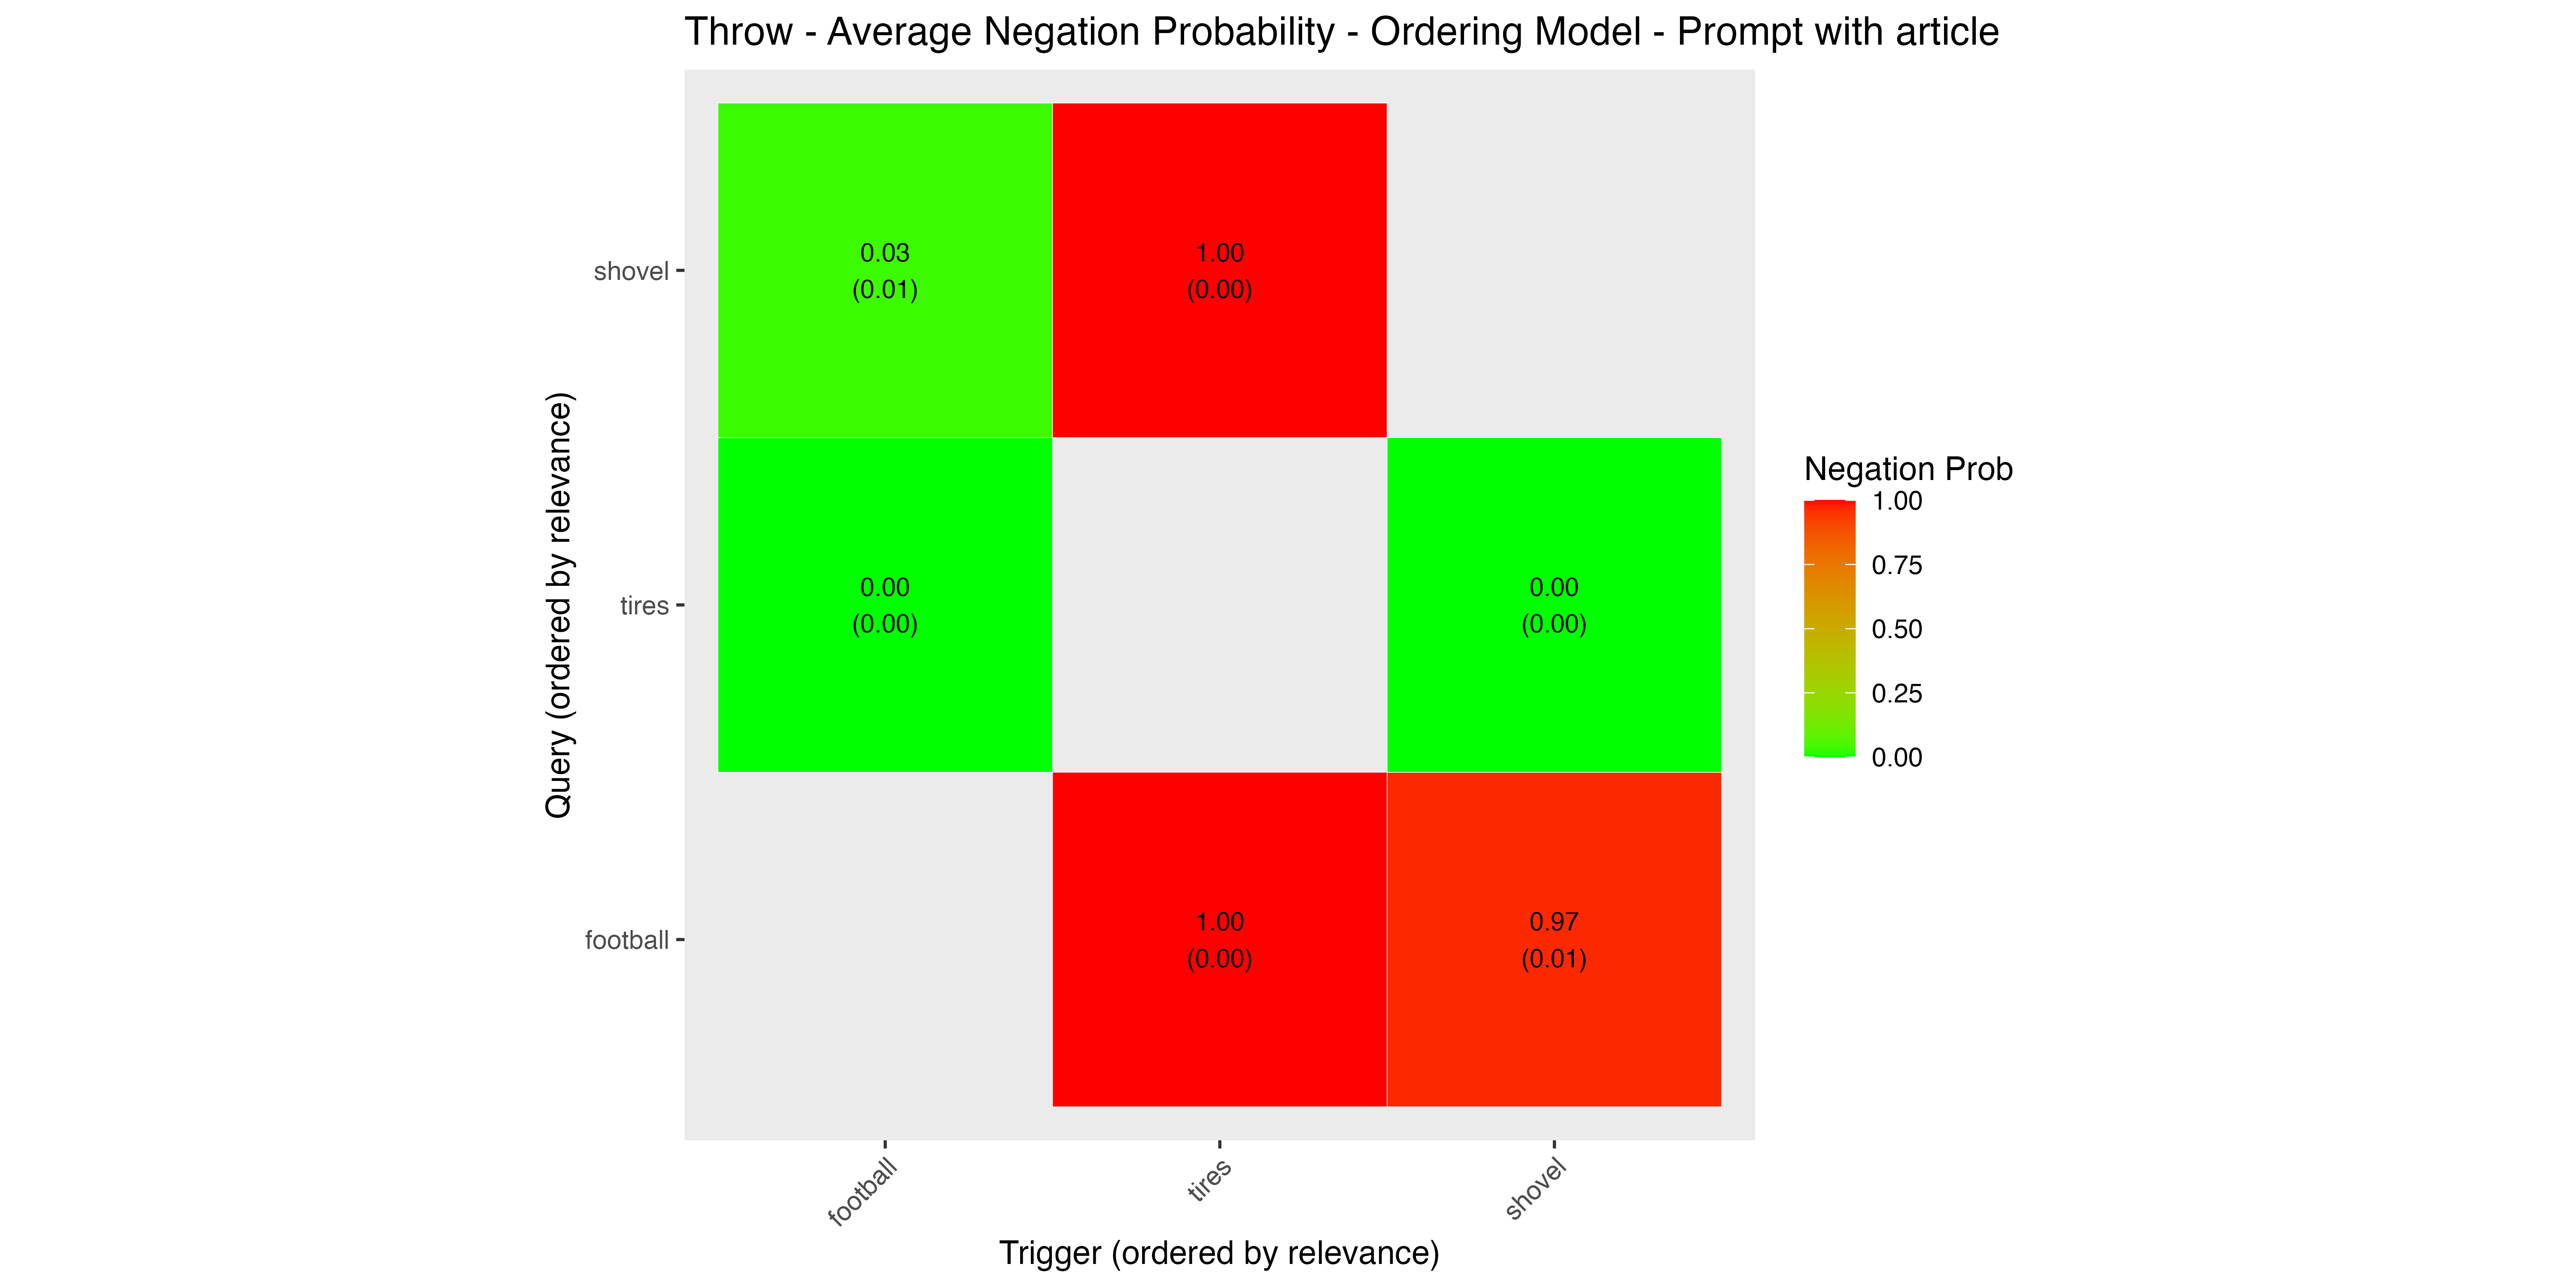 Throw - Average Negation Probability - Ordering Model - Prompt with article
Query (ordered by relevance)
shovel
tires
football
0.03
(0.01)
1.00
(0.00)
0.00
(0.00)
0.00
(0.00)
1.00
(0.00)
0.97
(0.01)
football
tires
shovel
Trigger (ordered by relevance)
Negation Prob
1.00
0.75
0.50
0.25
0.00